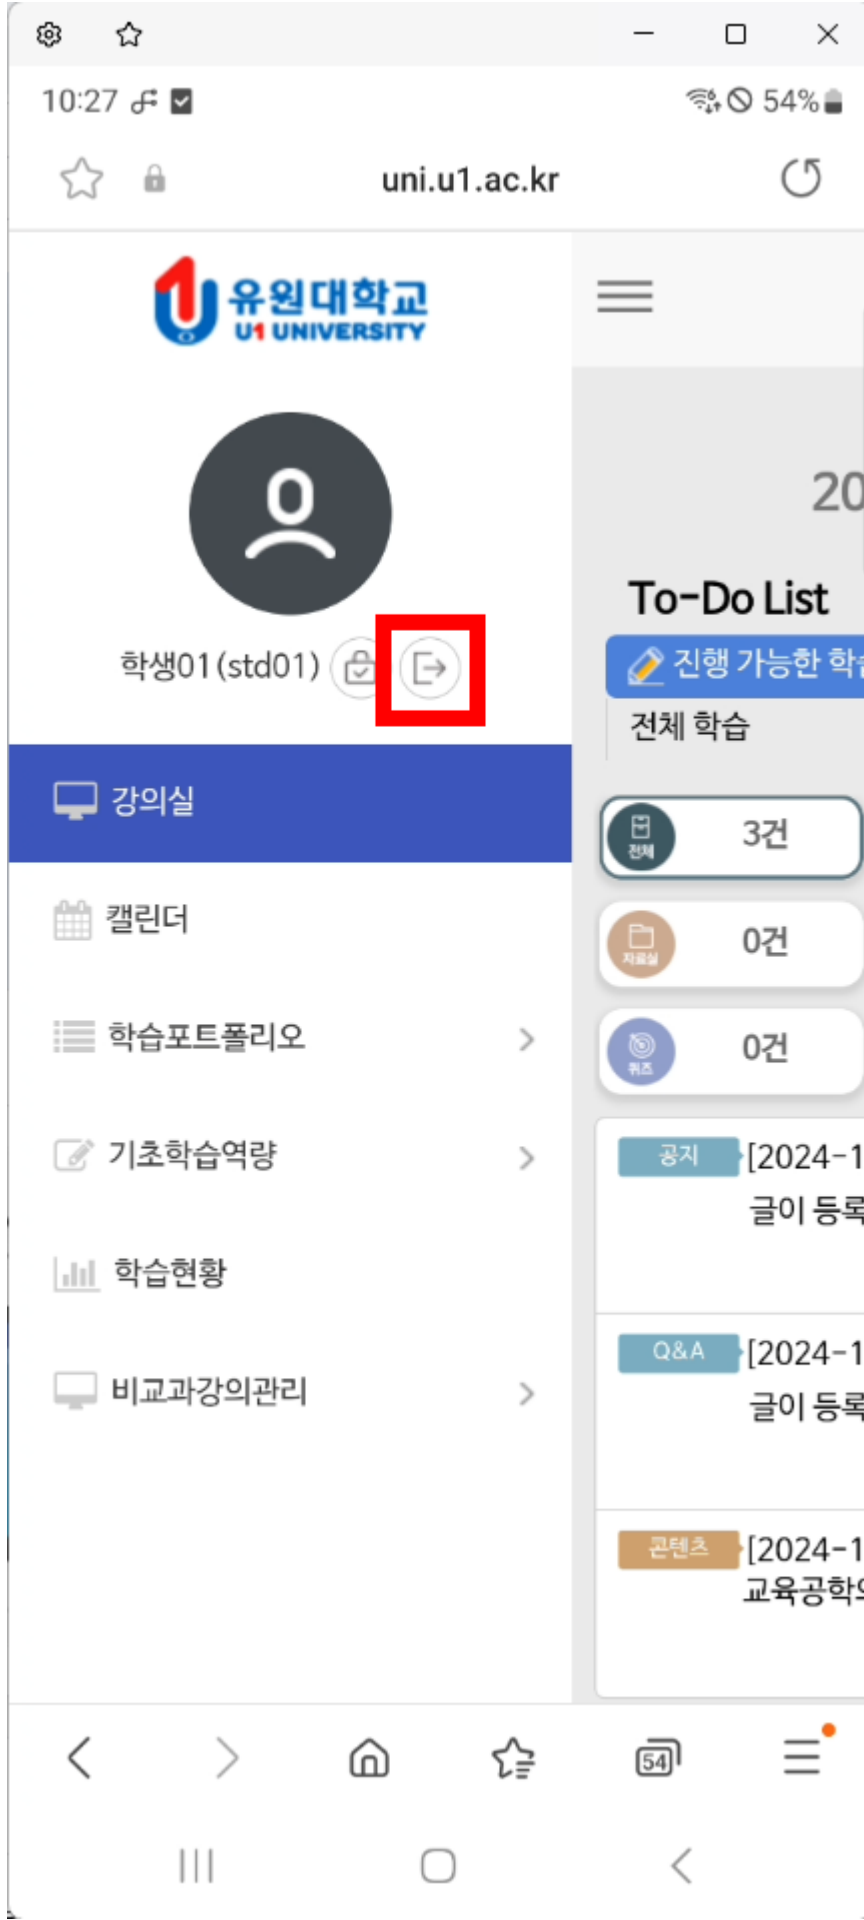 10:27
54%
uni.u1.ac.kr
유원대학교
U1 UNIVERSITY
학생01(std01)
강의실
캘린더
학습포트폴리오
기초학습역량
학습현황
비교과강의관리
20
To-Do List
진행 가능한 학습
전체 학습
전체
3건
자료실
0건
퀴즈
0건
공지
[2024-1
글이 등록
Q&A
[2024-1
글이 등록
콘텐츠
[2024-1
교육공학의
54